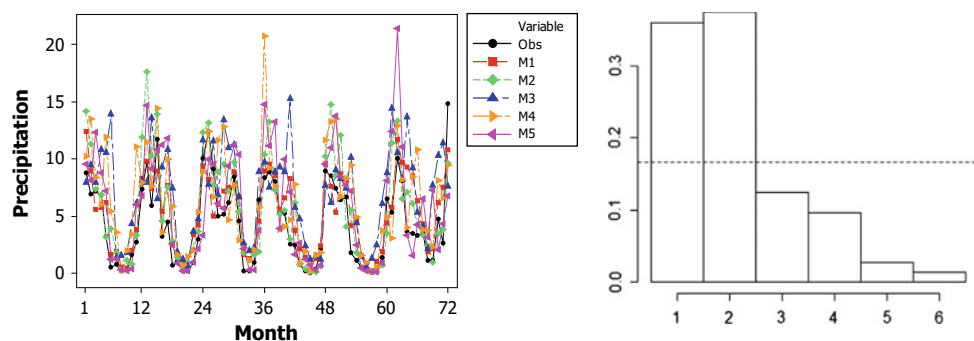 Precipitation
20
15
10
5
0
1 12 24 36 48 60 72
Month
Variable
Obs
M1
M2
M3
M4
M5
0.3
0.2
0.1
0.0
1 2 3 4 5 6